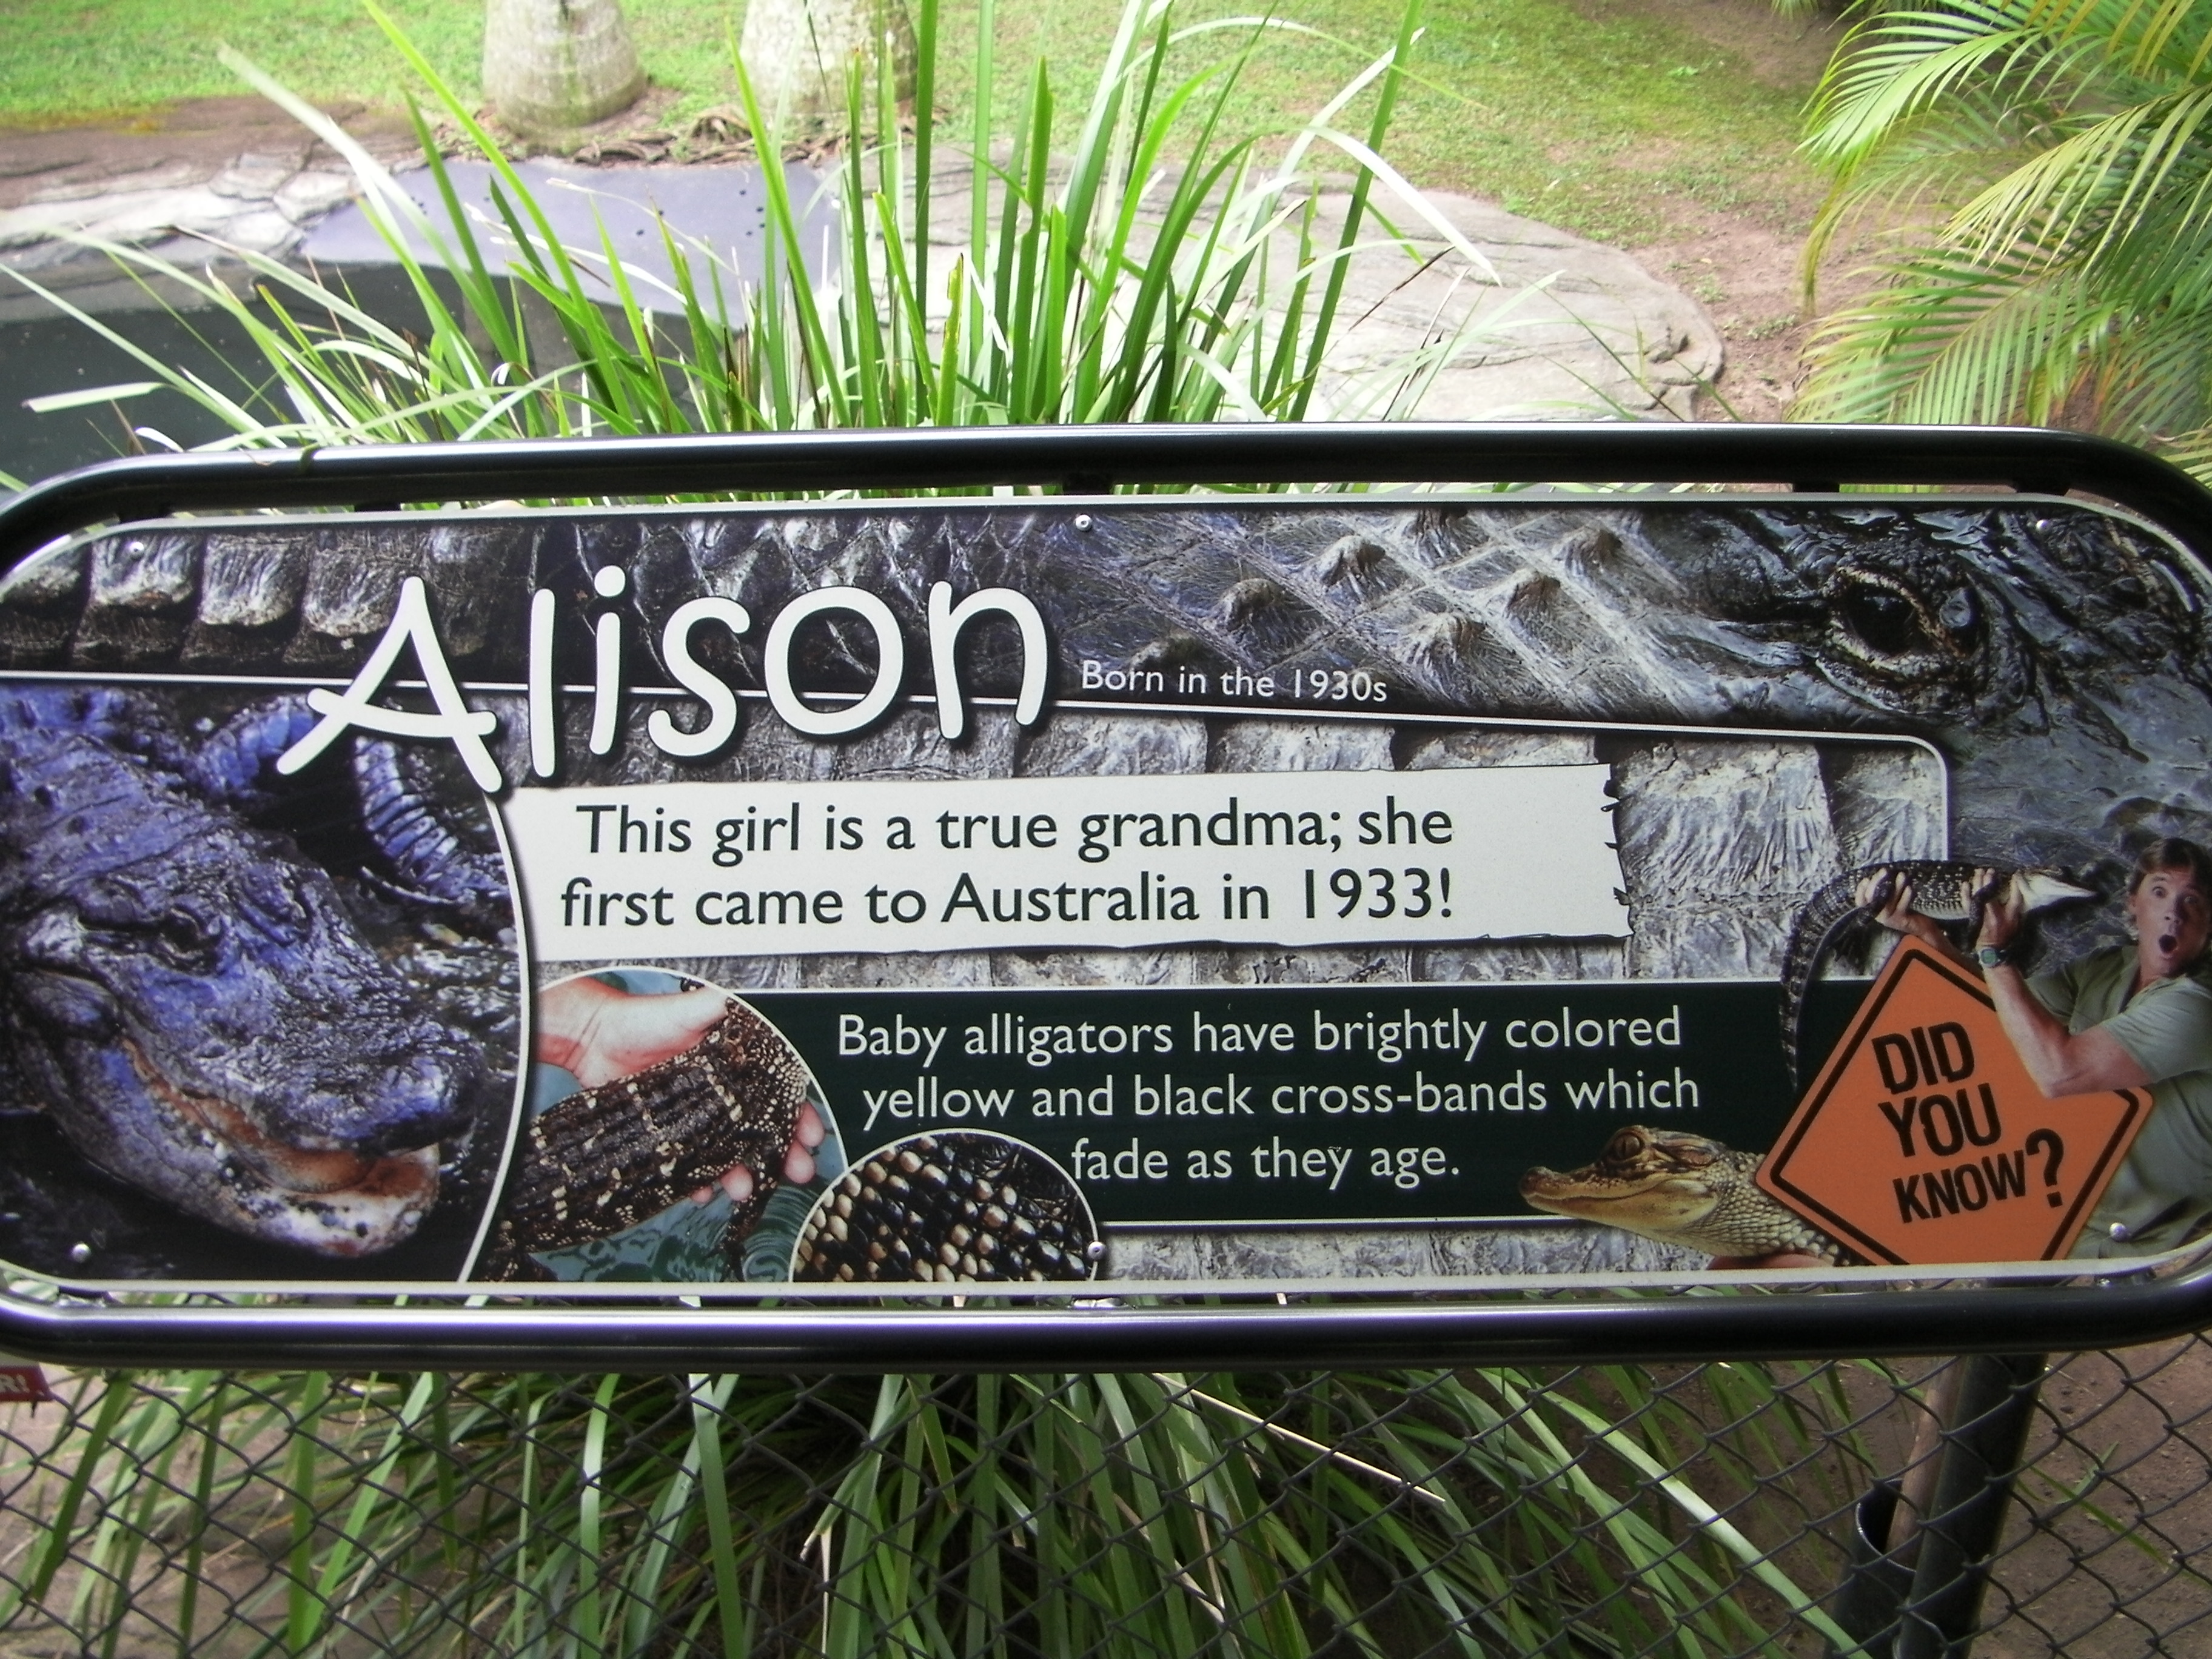 Alison
Born in the 1930s
This girl is a true grandma; she
first came to Australia in 1933!
Baby alligators have brightly colored
yellow and black cross-bands which
fade as they age.
DID
YOU
KNOW?